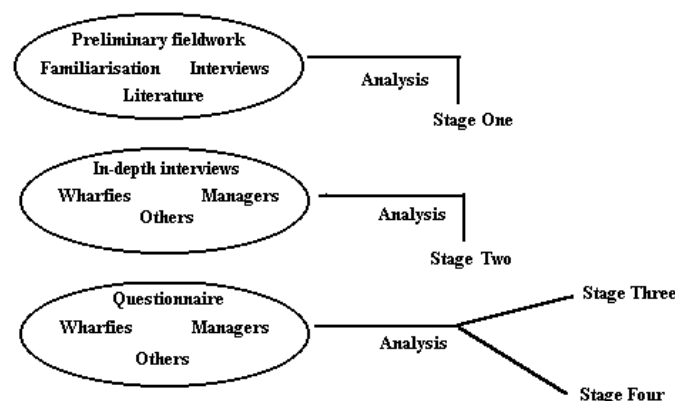 Preliminary fieldwork
Familiarisation Interviews
Literature
Analysis
Stage One
In-depth interviews
Wharfies Managers
Others
Analysis
Stage Two
Questionnaire
Wharfies Managers
Others
Analysis
Stage Three
Stage Four